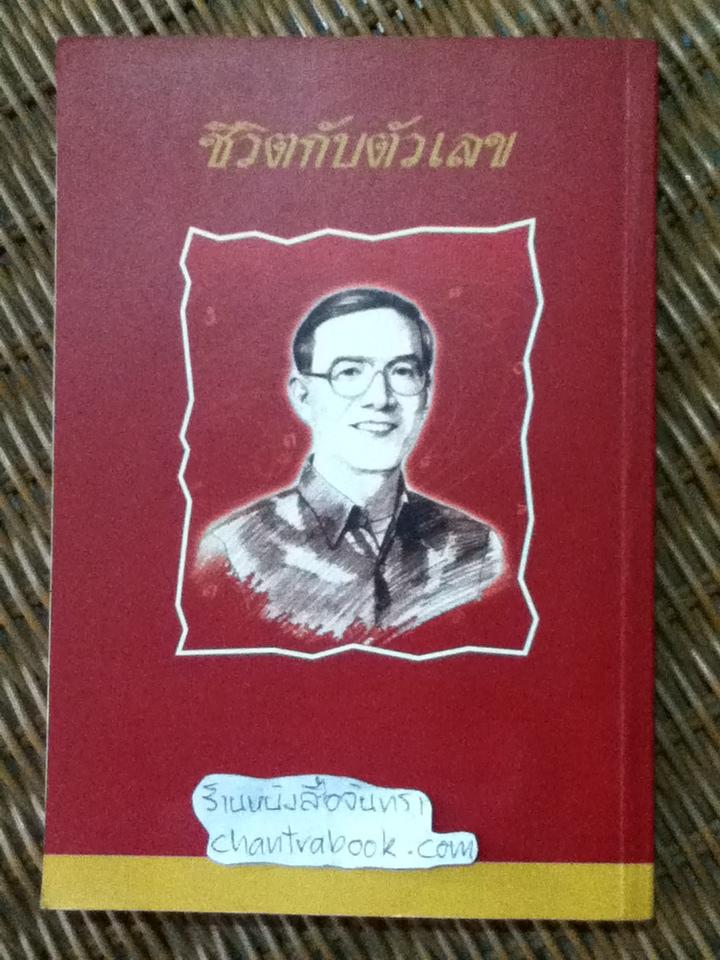 ชีวิตกับตัวเลข
ร้านหนังสือจันทรา
chantrabook.com